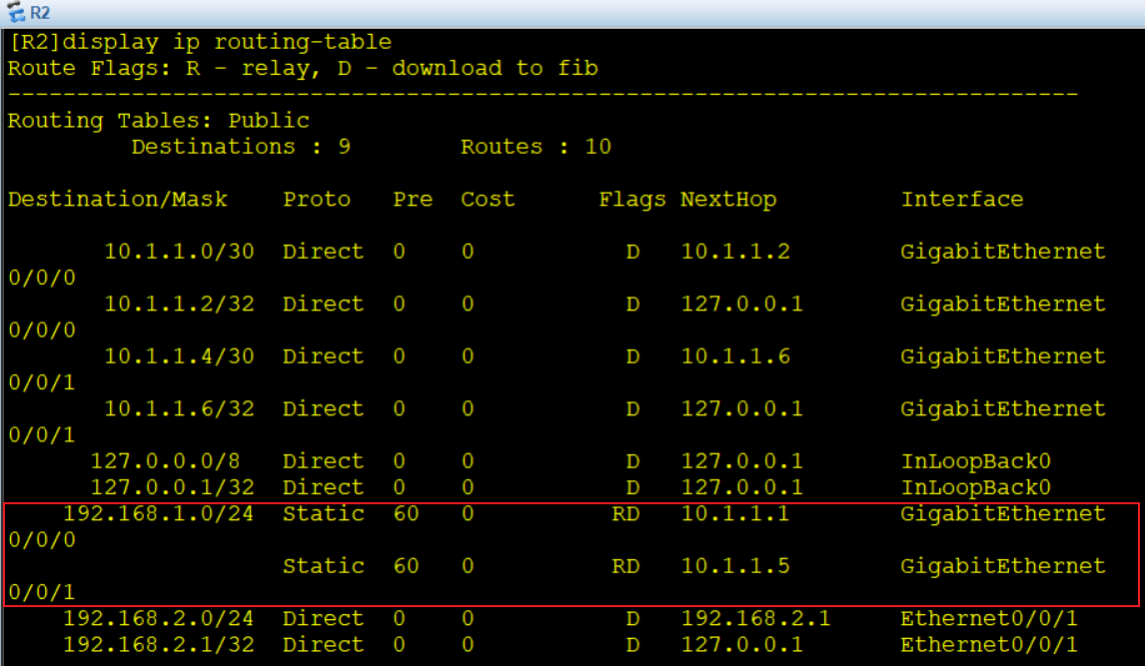 R2
[R2]display ip routing-table
Route Flags: R - relay, D - download to fib
------------------------------------------------------------------------------
Routing Tables: Public
         Destinations : 9        Routes : 10
Destination/Mask    Proto   Pre  Cost      Flags NextHop         Interface
       10.1.1.0/30  Direct  0    0           D   10.1.1.2        GigabitEthernet
0/0/0
       10.1.1.2/32  Direct  0    0           D   127.0.0.1       GigabitEthernet
0/0/0
       10.1.1.4/30  Direct  0    0           D   10.1.1.6        GigabitEthernet
0/0/1
       10.1.1.6/32  Direct  0    0           D   127.0.0.1       GigabitEthernet
0/0/1
      127.0.0.0/8   Direct  0    0           D   127.0.0.1       InLoopBack0
      127.0.0.1/32  Direct  0    0           D   127.0.0.1       InLoopBack0
    192.168.1.0/24  Static  60   0          RD   10.1.1.1        GigabitEthernet
0/0/0
                    Static  60   0          RD   10.1.1.5        GigabitEthernet
0/0/1
    192.168.2.0/24  Direct  0    0           D   192.168.2.1     Ethernet0/0/1
    192.168.2.1/32  Direct  0    0           D   127.0.0.1       Ethernet0/0/1